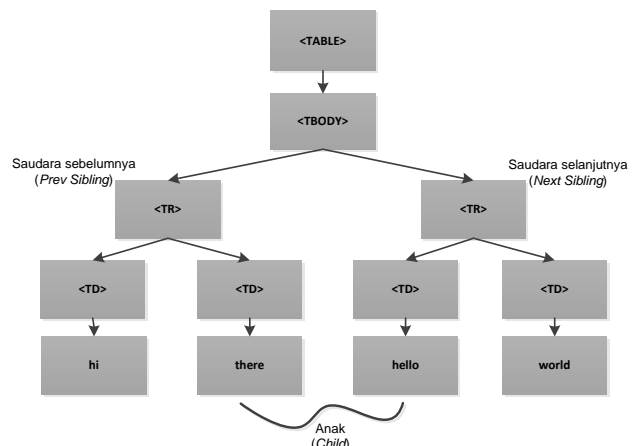 <TABLE>
<TBODY>
Saudara sebelumnya
(Prev Sibling)
Saudara selanjutnya
(Next Sibling)
<TR>
<TR>
<TD>
<TD>
<TD>
<TD>
hi
there
hello
world
Anak
(Child)